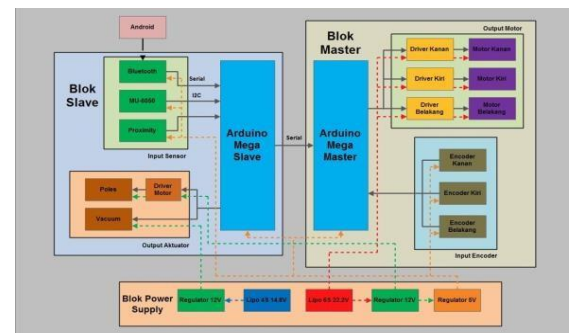 Android
Blok
Slave
Bluetooth
MU-6050
Proximity
Input Sensor
Serial
I2C
Arduino
Mega
Slave
Poles
Driver
Motor
Vacuum
Output Aktuator
Serial
Blok
Master
Arduino
Mega
Master
Output Motor
Driver Kanan
Motor Kanan
Driver Kiri
Motor Kiri
Driver
Belakang
Motor
Belakang
Encoder
Kanan
Encoder Kiri
Encoder
Belakang
Input Encoder
Blok Power
Supply
Regulator 12V
Lipo 4S 14.8V
Lipo 6S 22.2V
Regulator 12V
Regulator 5V